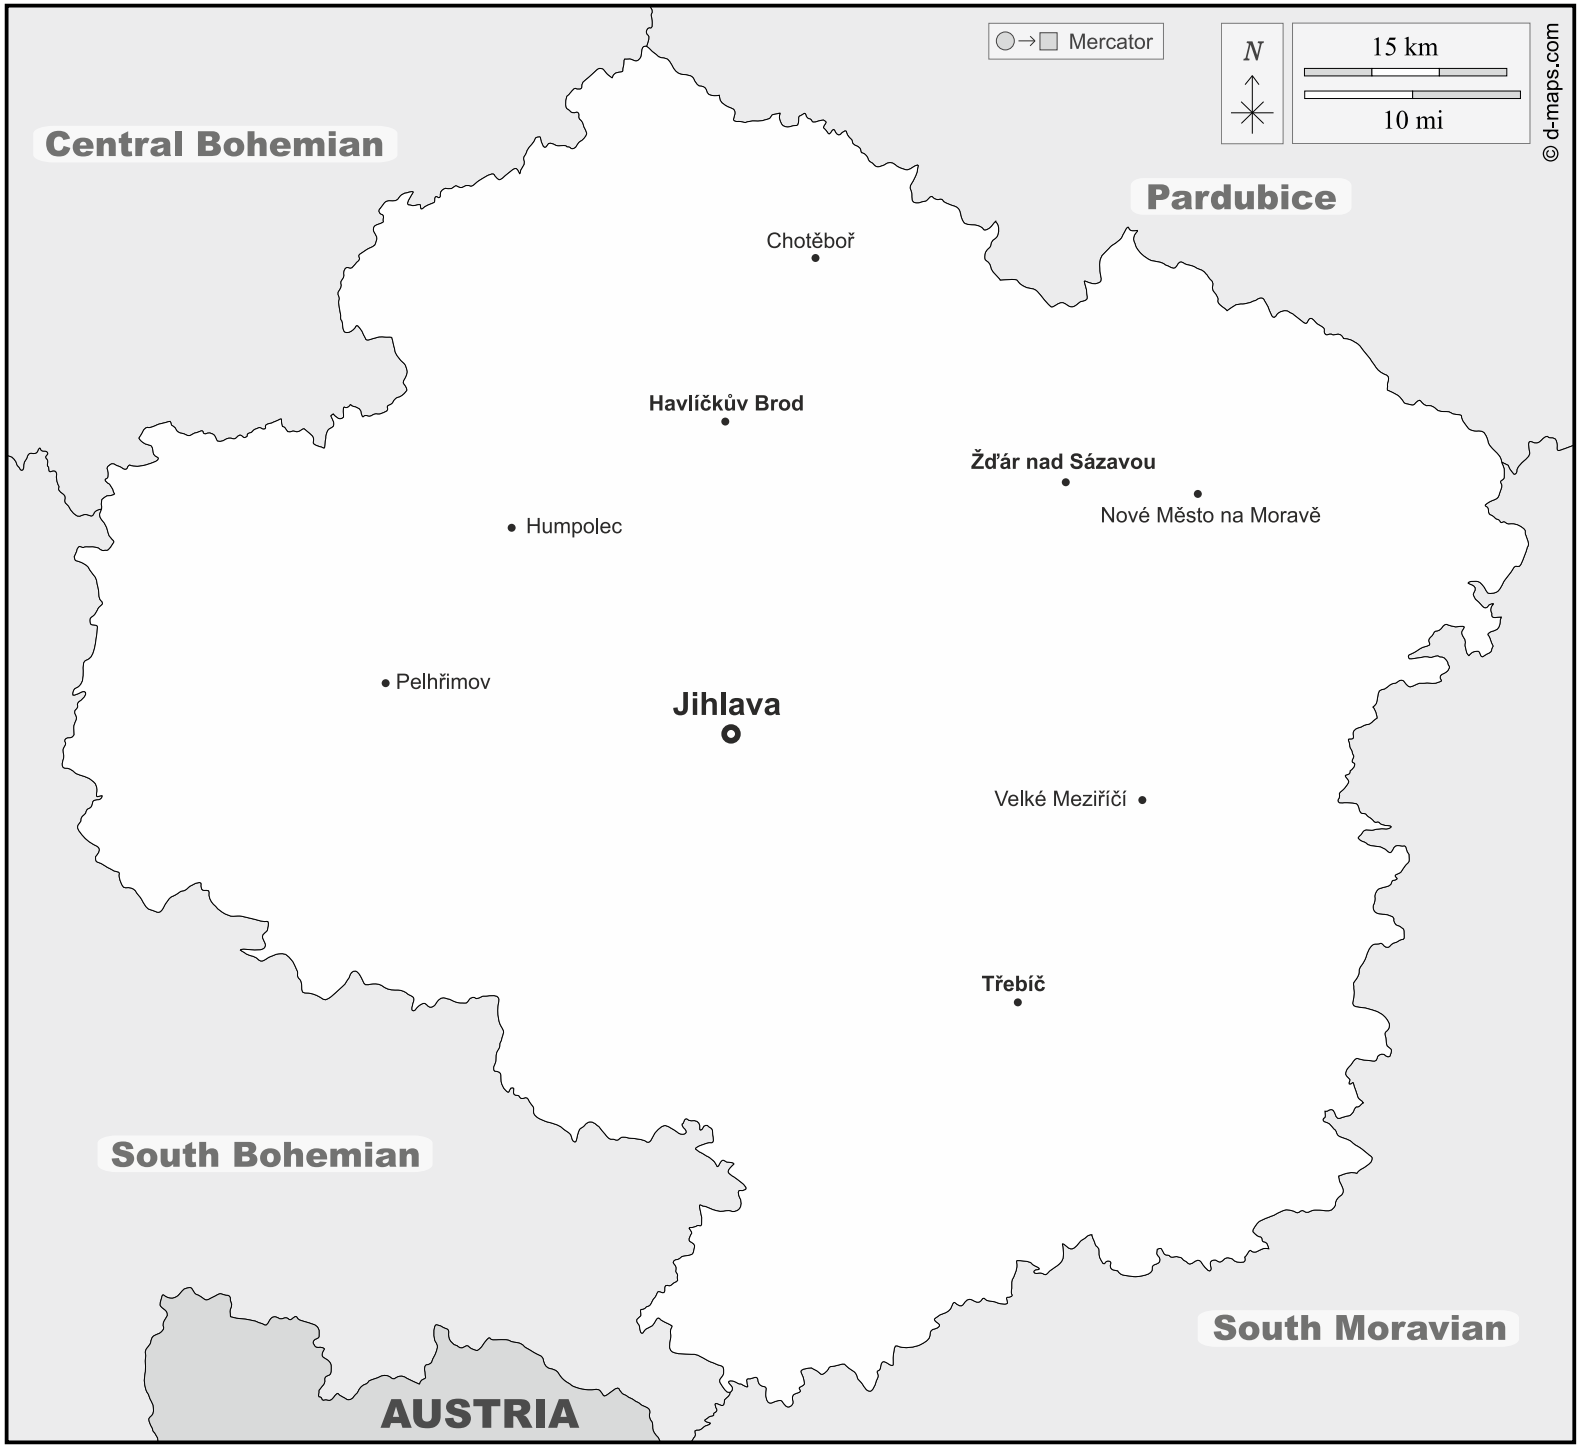 Mercator
N
15 km
10 mi
© d-maps.com
Central Bohemian
Pardubice
Chotěboř
Havlíčkův Brod
Žďár nad Sázavou
Nové Město na Moravě
Humpolec
Pelhřimov
Jihlava
Velké Meziříčí
Třebíč
South Bohemian
South Moravian
AUSTRIA